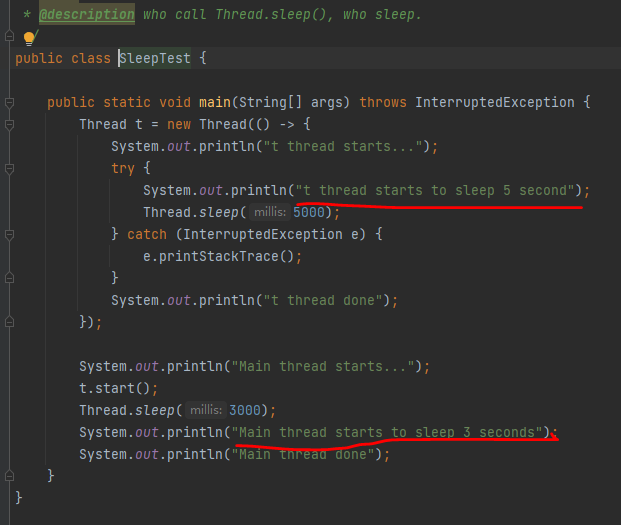 * @description who call Thread.sleep(), who sleep.
*/
public class SleepTest {
public static void main(String[] args) throws InterruptedException {
Thread t = new Thread(() -> {
System.out.println("t thread starts...");
try {
System.out.println("t thread starts to sleep 5 second");
Thread.sleep( millis: 5000);
} catch (InterruptedException e) {
e.printStackTrace();
}
System.out.println("t thread done");
});
System.out.println("Main thread starts...");
t.start();
Thread.sleep( millis: 3000);
System.out.println("Main thread starts to sleep 3 seconds");
System.out.println("Main thread done");
}
}